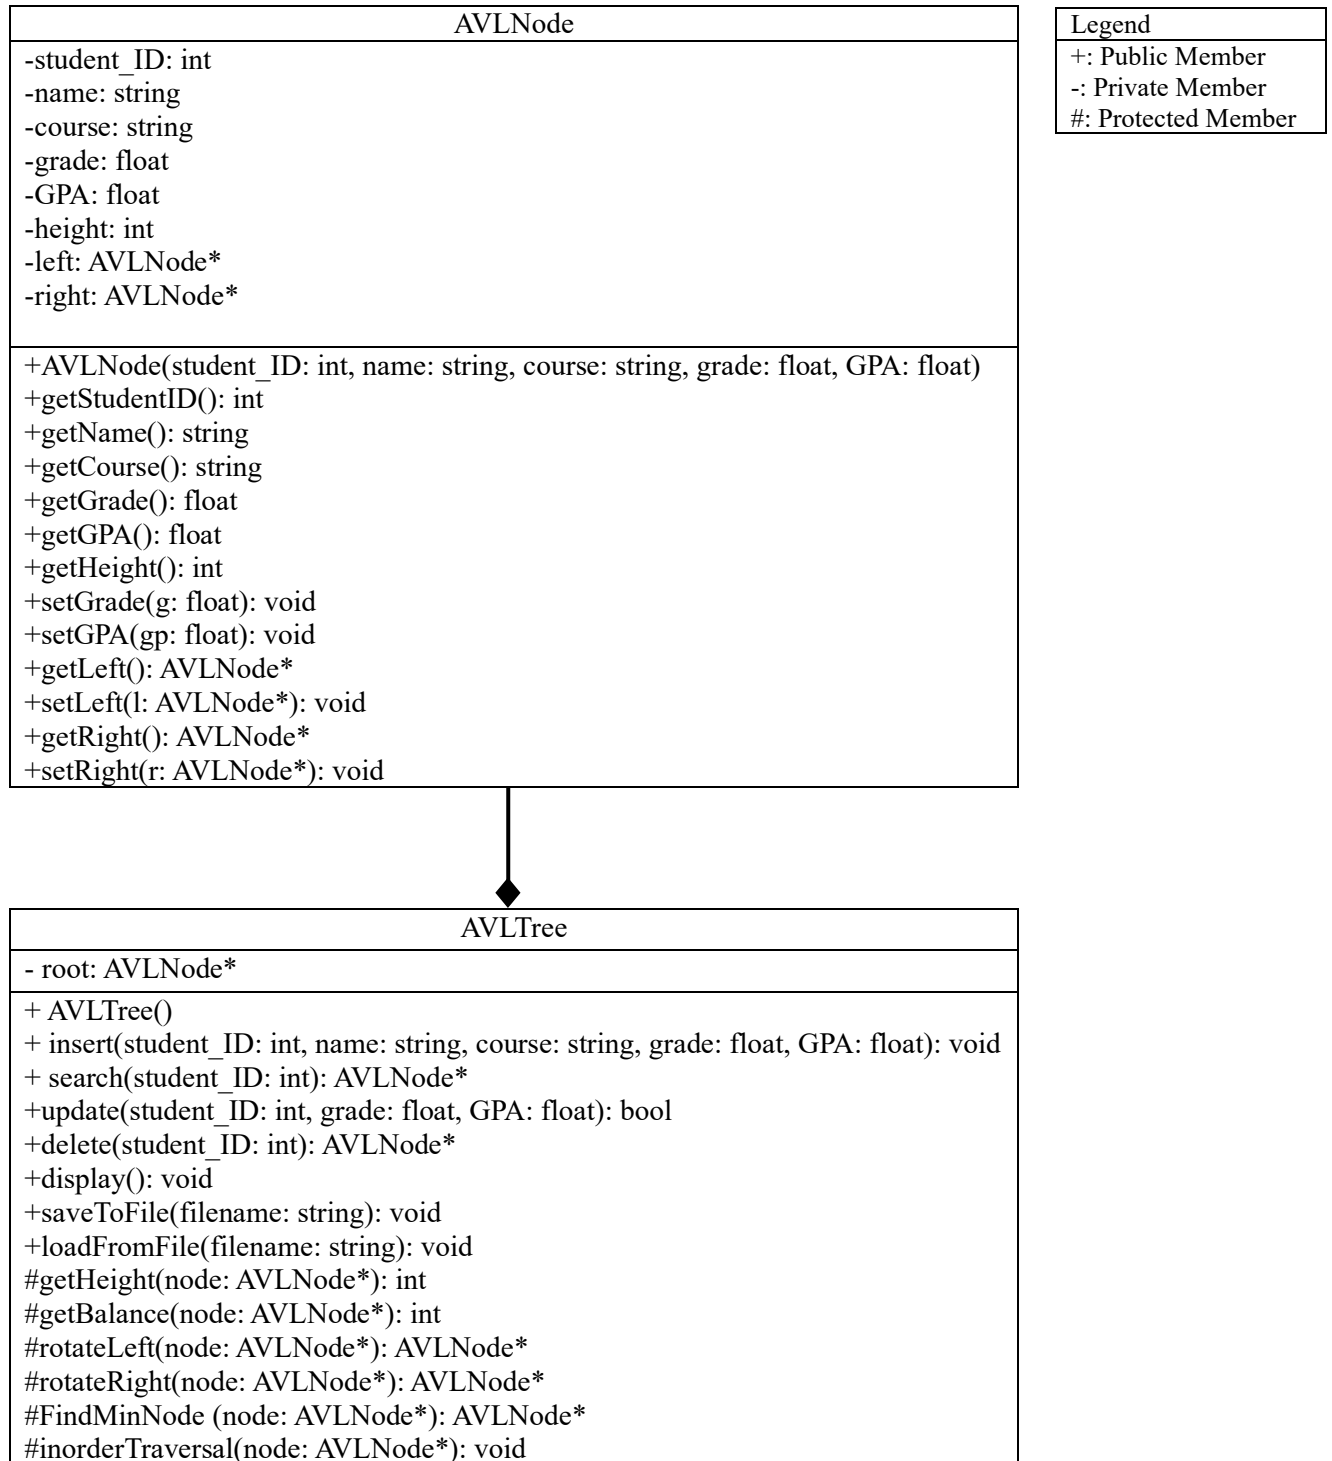 AVLNode
-student_ID: int
-name: string
-course: string
-grade: float
-GPA: float
-height: int
-left: AVLNode*
-right: AVLNode*
+AVLNode(student_ID: int, name: string, course: string, grade: float, GPA: float)
+getStudentID(): int
+getName(): string
+getCourse(): string
+getGrade(): float
+getGPA(): float
+getHeight(): int
+setGrade(g: float): void
+setGPA(gp: float): void
+getLeft(): AVLNode*
+setLeft(l: AVLNode*): void
+getRight(): AVLNode*
+setRight(r: AVLNode*): void
Legend
+: Public Member
-: Private Member
#: Protected Member
AVLTree
- root: AVLNode*
+ AVLTree()
+ insert(student_ID: int, name: string, course: string, grade: float, GPA: float): void
+ search(student_ID: int): AVLNode*
+update(student_ID: int, grade: float, GPA: float): bool
+delete(student_ID: int): AVLNode*
+display(): void
+saveToFile(filename: string): void
+loadFromFile(filename: string): void
#getHeight(node: AVLNode*): int
#getBalance(node: AVLNode*): int
#rotateLeft(node: AVLNode*): AVLNode*
#rotateRight(node: AVLNode*): AVLNode*
#FindMinNode (node: AVLNode*): AVLNode*
#inorderTraversal(node: AVLNode*): void